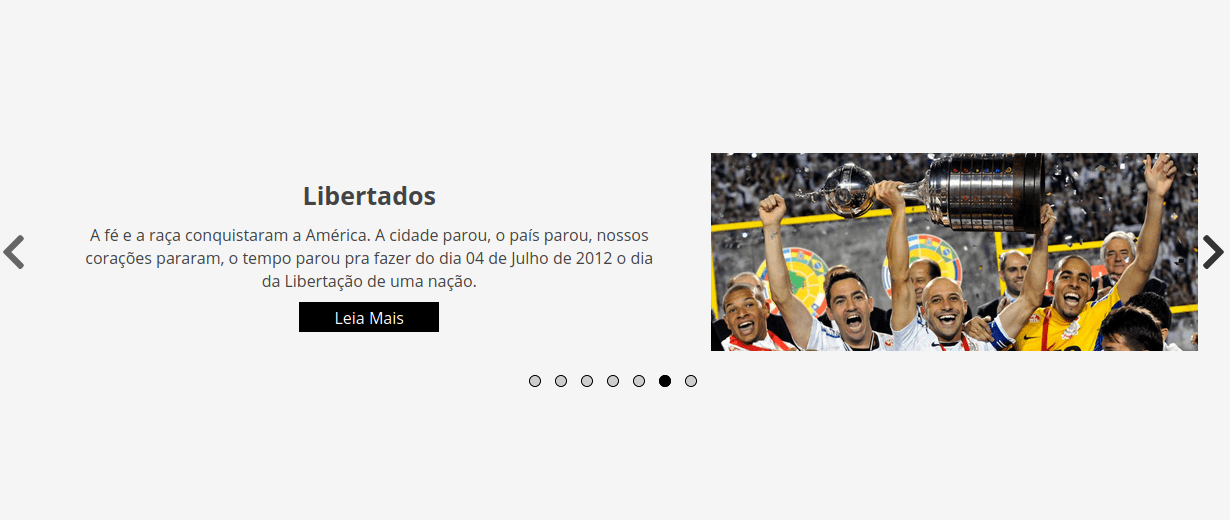 Libertados
A fé e a raça conquistaram a América. A cidade parou, o país parou, nossos
corações pararam, o tempo parou pra fazer do dia 04 de Julho de 2012 o dia
da Libertação de uma nação.
Leia Mais